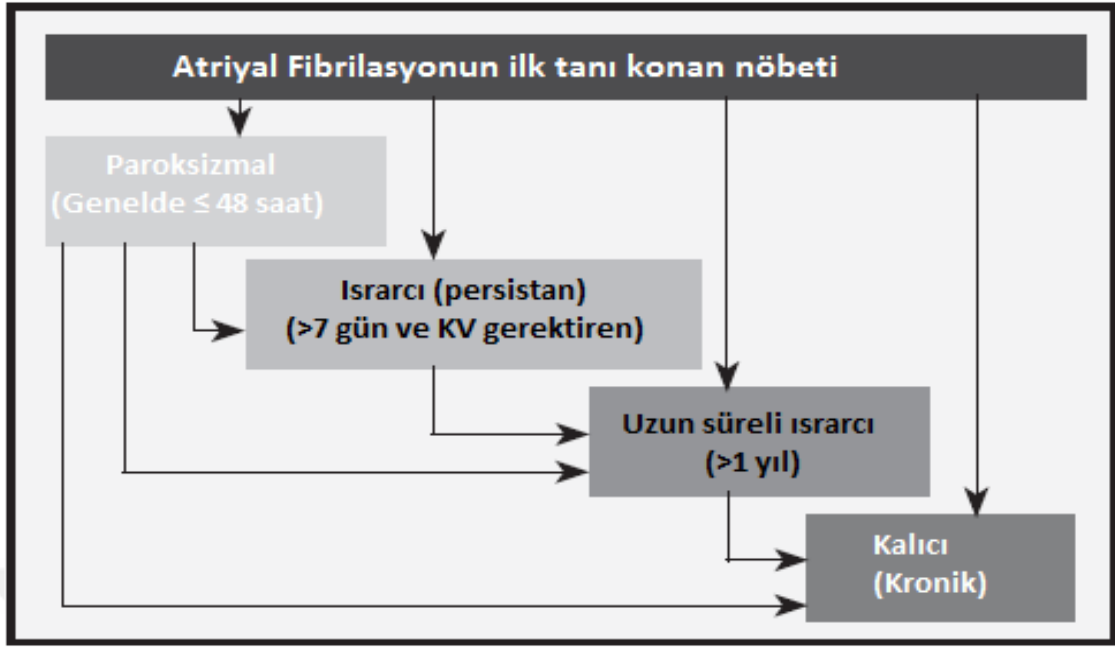 Atriyal Fibrilasyonun ilk tanı konan nöbeti
Paroksizmal
(Genelde ≤ 48 saat)
Israrcı (persistan)
(>7 gün ve KV gerektiren)
Uzun süreli ısrarcı
(>1 yıl)
Kalıcı
(Kronik)